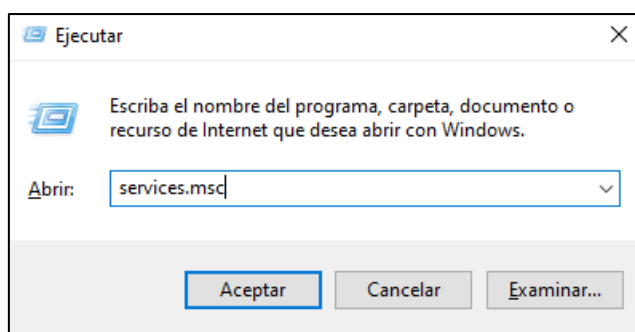 Ejecutar
Escriba el nombre del programa, carpeta, documento o
recurso de Internet que desea abrir con Windows.
Abrir: services.msc
Aceptar Cancelar Examinar...